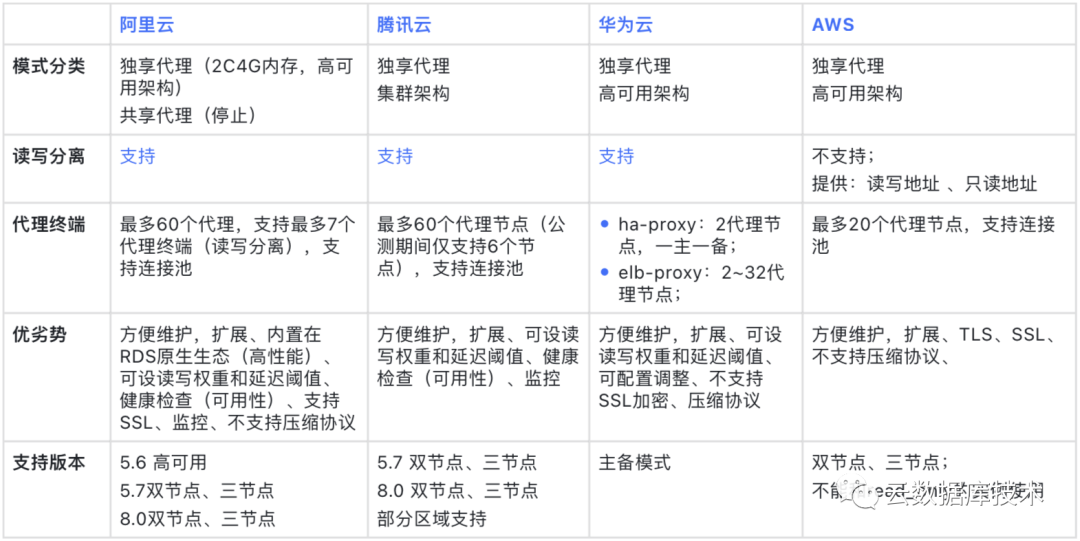 阿里云
腾讯云
华为云
AWS
模式分类
独享代理（2C4G内存，高可
用架构）
共享代理（停止）
独享代理
集群架构
独享代理
高可用架构
独享代理
高可用架构
读写分离
支持
支持
支持
不支持；
提供：读写地址 、只读地址
代理终端
最多60个代理，支持最多7个
代理终端（读写分离），支
持连接池
最多60个代理节点（公
测期间仅支持6个节
点），支持连接池
ha-proxy：2代理节
点，一主一备；
elb-proxy：2~32代
理节点；
最多20个代理节点，支持连接
池
优劣势
方便维护，扩展、内置在
RDS原生生态（高性能）、
可设读写权重和延迟阈值、
健康检查（可用性）、支持
SSL、监控、不支持压缩协议
方便维护，扩展、可设读
写权重和延迟阈值、健康
检查（可用性）、监控
方便维护，扩展、可设
读写权重和延迟阈值、
可配置调整、不支持
SSL加密、压缩协议
方便维护，扩展、TLS、SSL、
不支持压缩协议、
支持版本
5.6 高可用
5.7双节点、三节点
8.0双节点、三节点
5.7 双节点、三节点
8.0 双节点、三节点
部分区域支持
主备模式
双节点、三节点；
不能 使用
云数据库技术